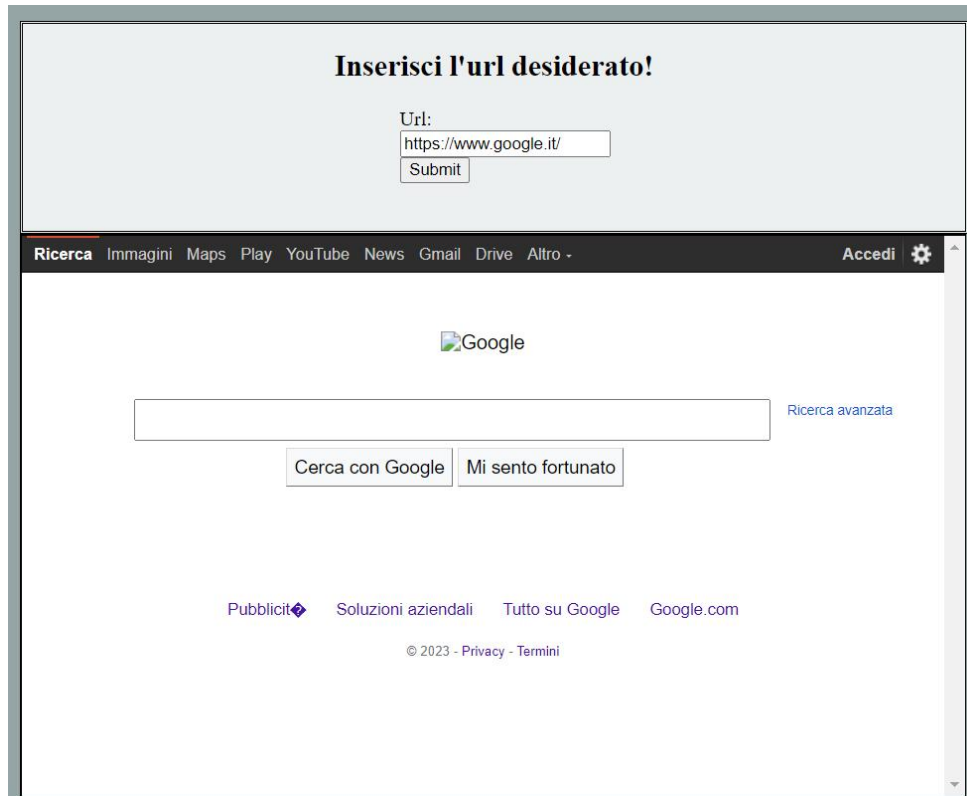 Inserisci l'url desiderato!
Url:
https://www.google.it/
Submit
Ricerca Immagini Maps Play YouTube News Gmail Drive Altro Accedi
Google
Ricerca avanzata
Cerca con Google Mi sento fortunato
Pubblicit� Soluzioni aziendali Tutto su Google Google.com
© 2023 - Privacy - Termini